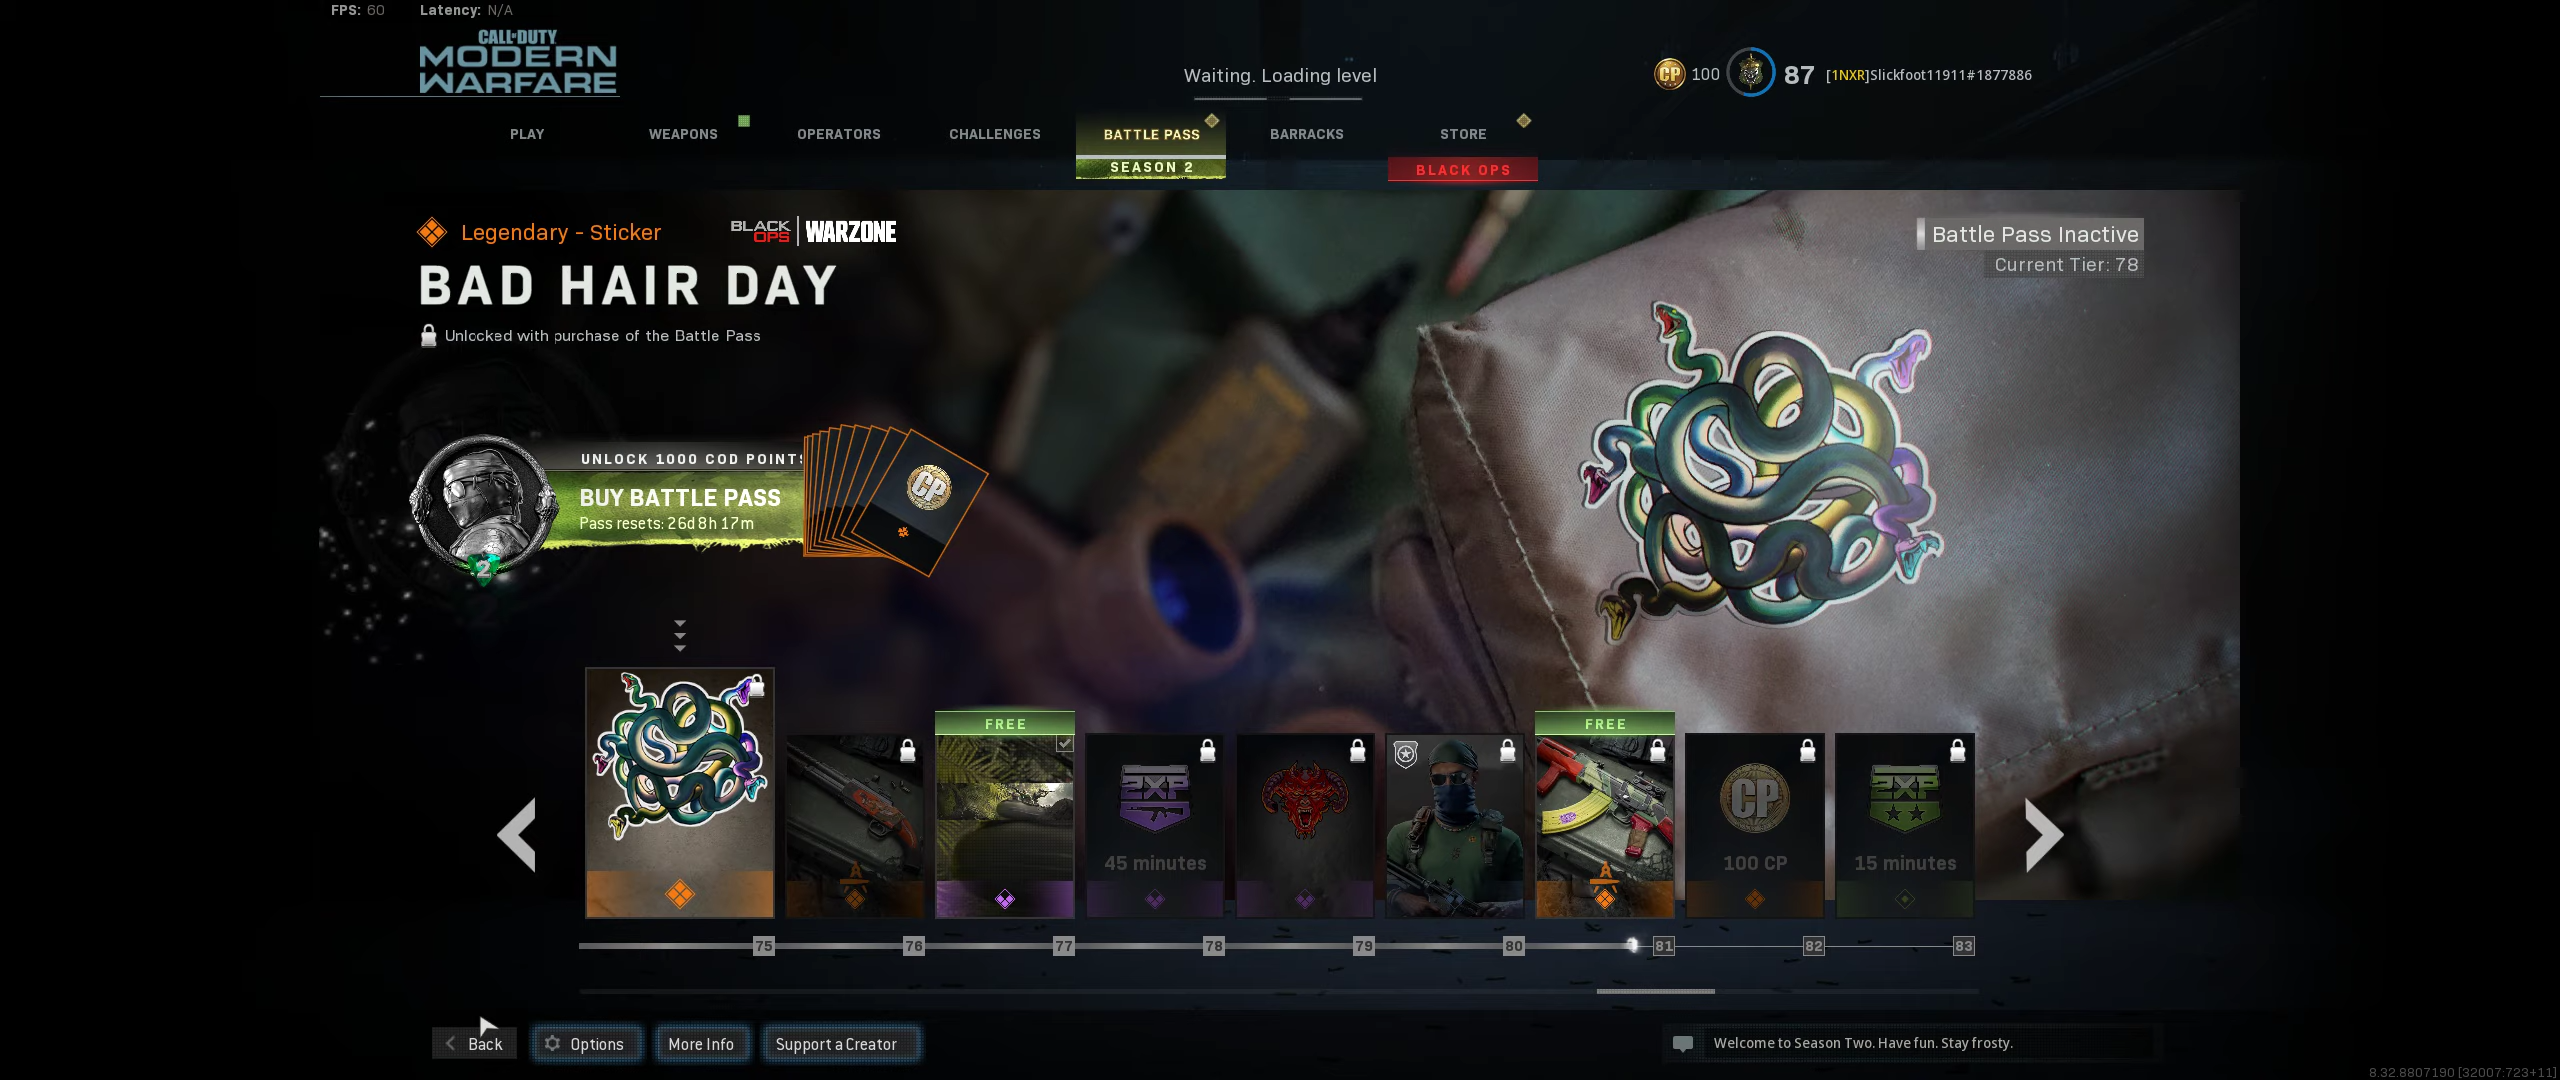 FPS: 60
Latency: N/A
CALL OF DUTY
MODERN
WARFARE
Waiting. Loading level
CP 100
87
[1NXR]Slickfoot11911#1877886
PLAY
WEAPONS
OPERATORS
CHALLENGES
BATTLE PASS
BARRACKS
STORE
SEASON 2
BLACK OPS
Legendary - Sticker
BLACK OPS | WARZONE
BAD HAIR DAY
Unlocked with purchase of the Battle Pass
Battle Pass Inactive
Current Tier: 78
UNLOCK 1000 COD POINTS
BUY BATTLE PASS
Pass resets: 26d 8h 17m
CP
2
FREE
FREE
2XP
45 minutes
A
A
CP
100 CP
2XP
15 minutes
75
76
77
78
79
80
81
82
83
Back
Options
More Info
Support a Creator
Welcome to Season Two. Have fun. Stay frosty.
8.32.8807190 [32007:723+11]